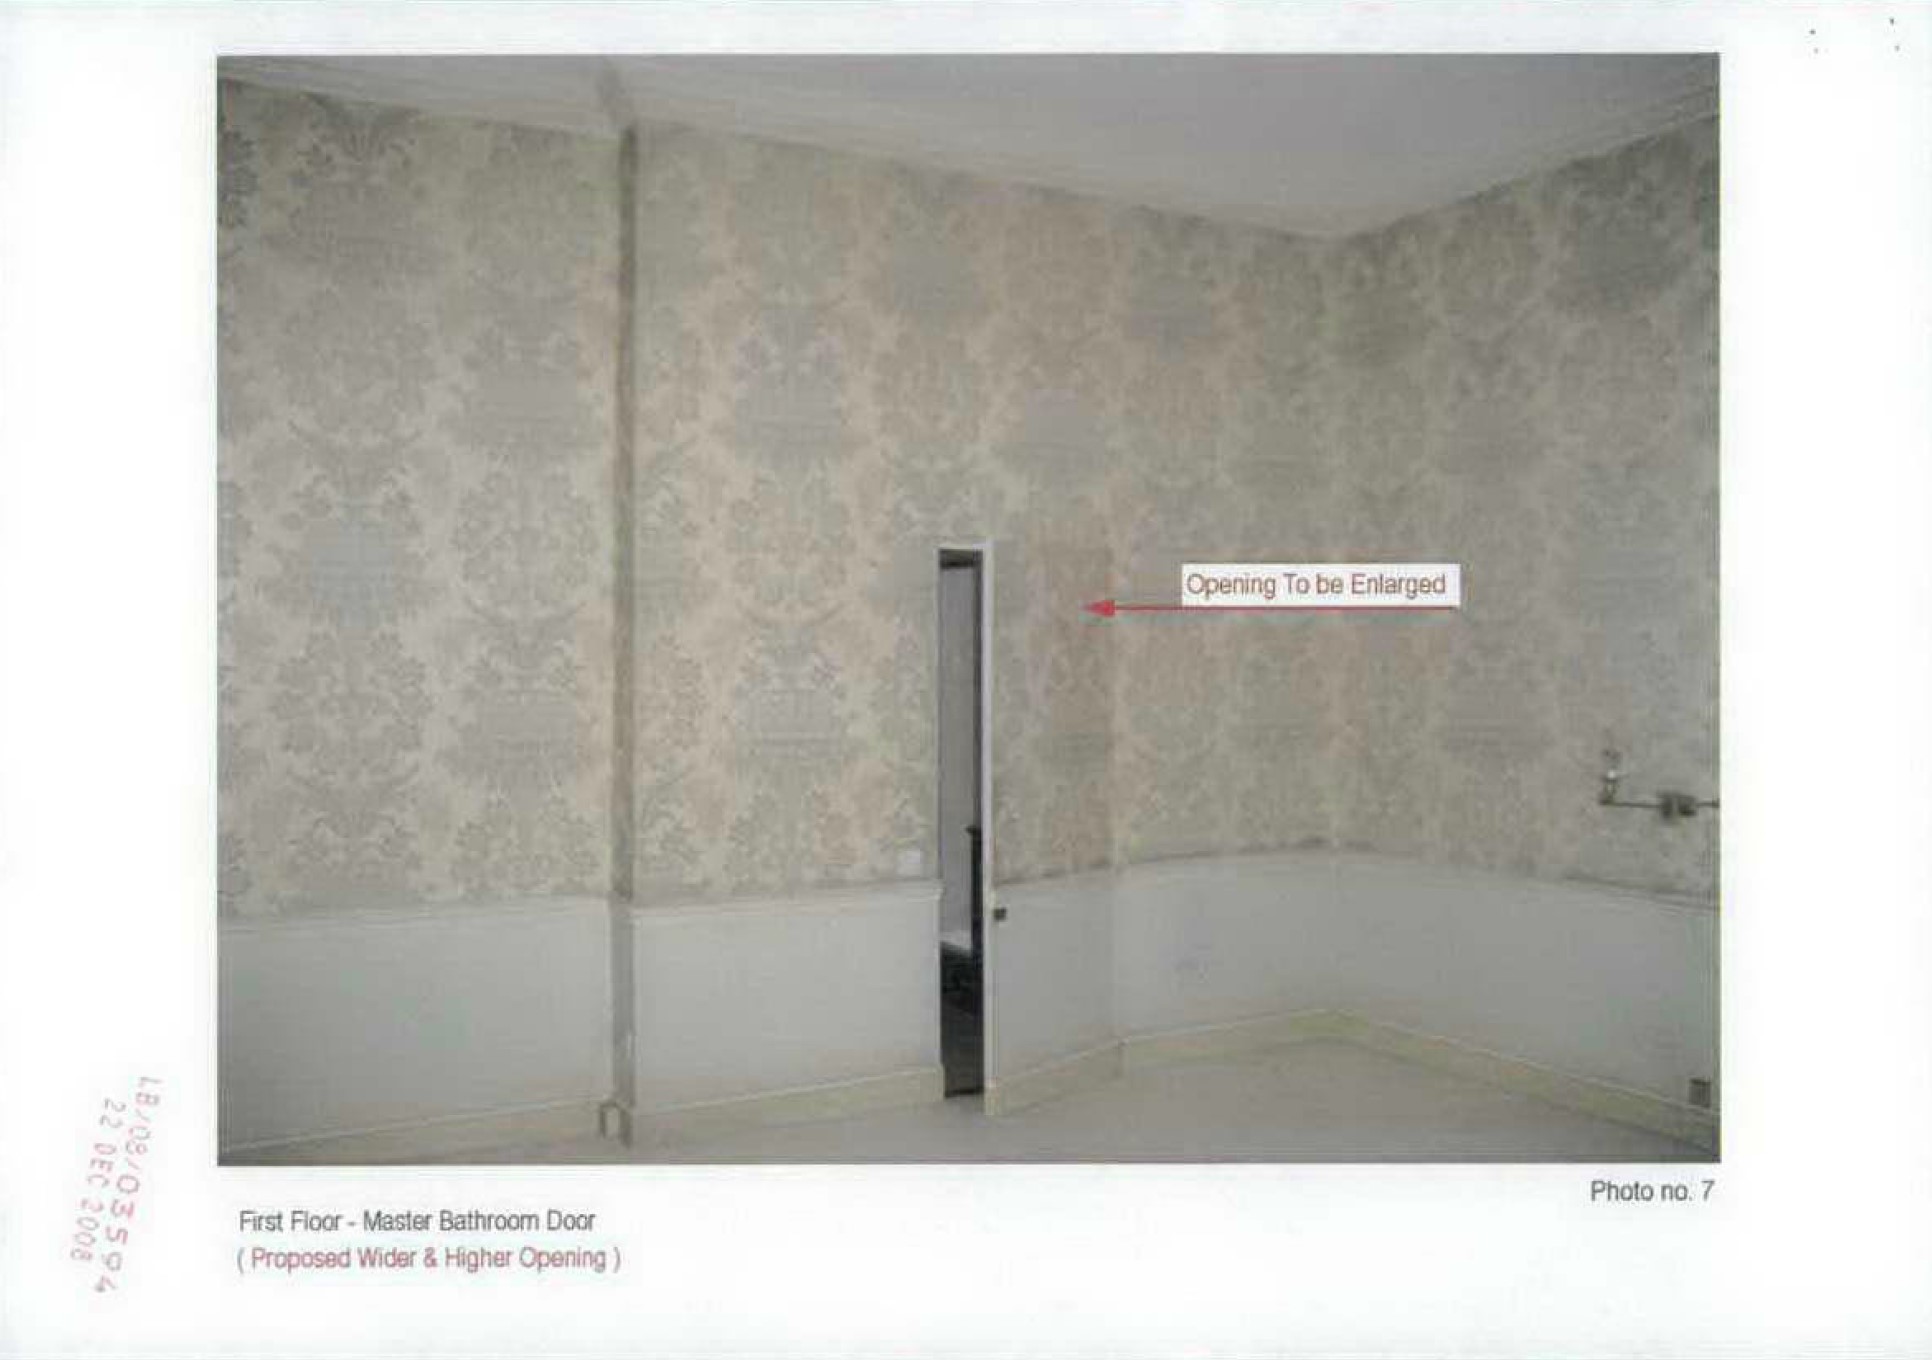 Opening To be Enlarged
Photo no. 7
First Floor - Master Bathroom Door
( Proposed Wider & Higher Opening )
LB/08/03594
22 DEC 2008